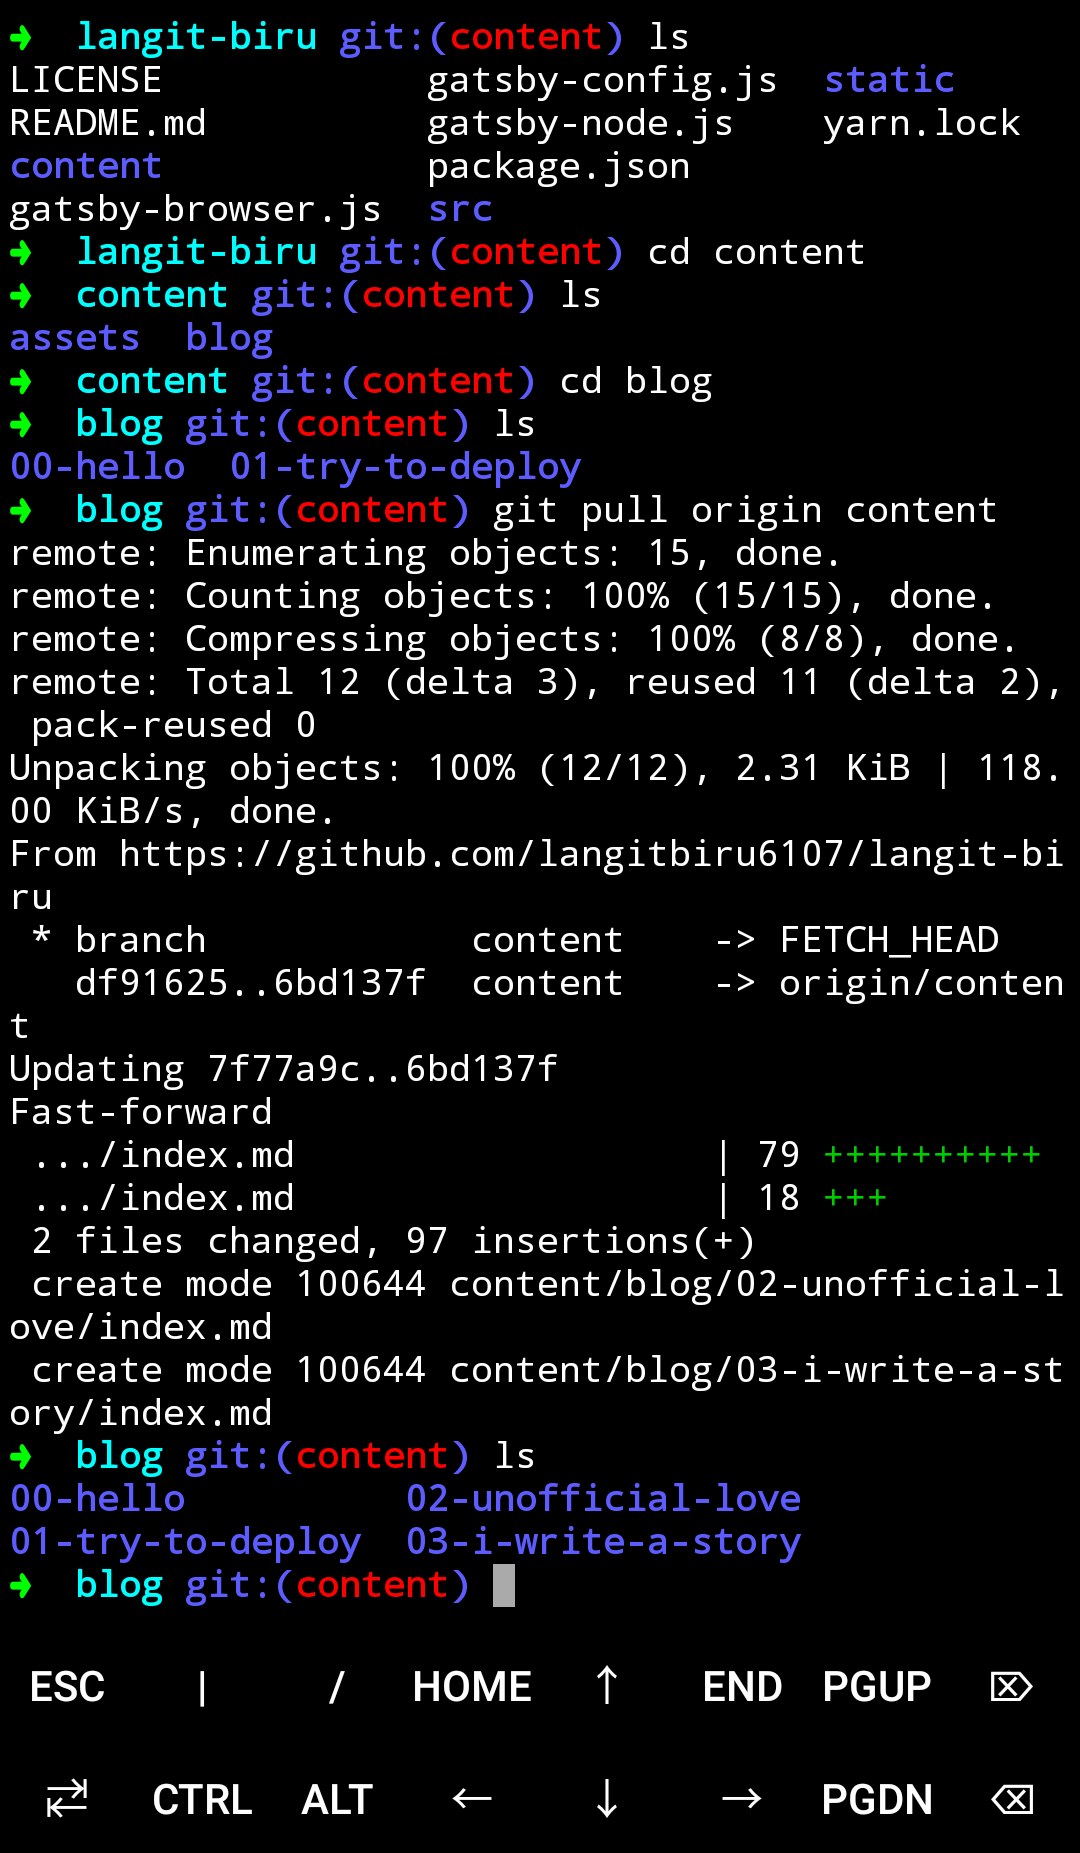 ➜  langit-biru git:(content) ls
LICENSE            gatsby-config.js  static
README.md          gatsby-node.js    yarn.lock
content            package.json
gatsby-browser.js  src
➜  langit-biru git:(content) cd content
➜  content git:(content) ls
assets  blog
➜  content git:(content) cd blog
➜  blog git:(content) ls
00-hello  01-try-to-deploy
➜  blog git:(content) git pull origin content
remote: Enumerating objects: 15, done.
remote: Counting objects: 100% (15/15), done.
remote: Compressing objects: 100% (8/8), done.
remote: Total 12 (delta 3), reused 11 (delta 2),
 pack-reused 0
Unpacking objects: 100% (12/12), 2.31 KiB | 118.
00 KiB/s, done.
From https://github.com/langitbiru6107/langit-bi
ru
 * branch            content    -> FETCH_HEAD
   df91625..6bd137f  content    -> origin/conten
t
Updating 7f77a9c..6bd137f
Fast-forward
 .../index.md                   | 79 ++++++++++
 .../index.md                   | 18 +++
 2 files changed, 97 insertions(+)
 create mode 100644 content/blog/02-unofficial-l
ove/index.md
 create mode 100644 content/blog/03-i-write-a-st
ory/index.md
➜  blog git:(content) ls
00-hello          02-unofficial-love
01-try-to-deploy  03-i-write-a-story
➜  blog git:(content)
ESC | / HOME ↑ END PGUP ⌦
⇄ CTRL ALT ← ↓ → PGDN ⌫